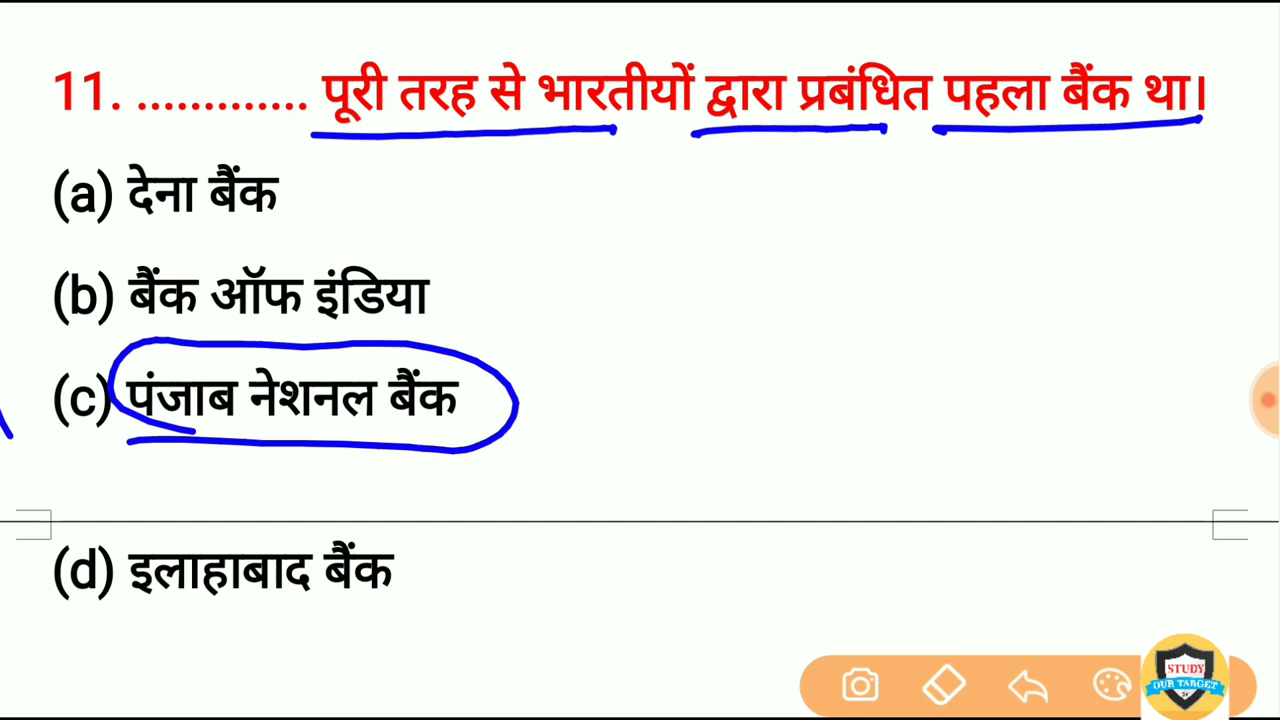 11. ............. पूरी तरह से भारतीयों द्वारा प्रबंधित पहला बैंक था।
(a) देना बैंक
(b) बैंक ऑफ इंडिया
(c) पंजाब नेशनल बैंक
(d) इलाहाबाद बैंक
STUDY
OUR TARGET